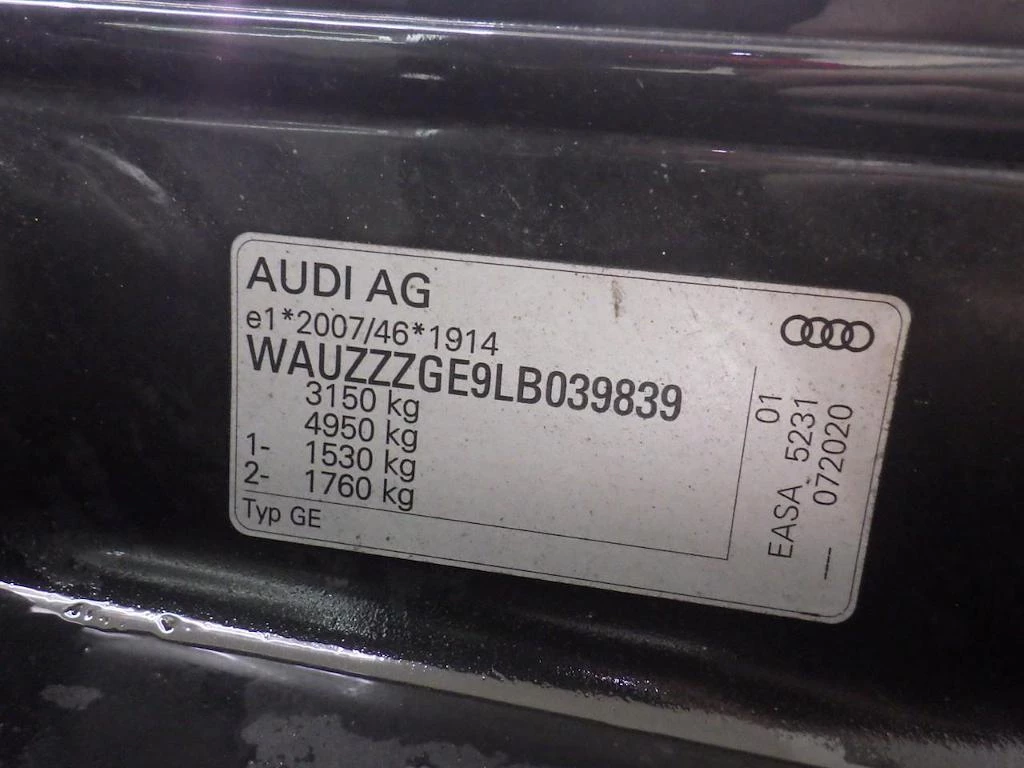 AUDI AG
e1*2007/46*1914
WAUZZZGE9LB039839
3150 kg
4950 kg
1- 1530 kg
2- 1760 kg
Typ GE
01
EASA 5231
---- 072020